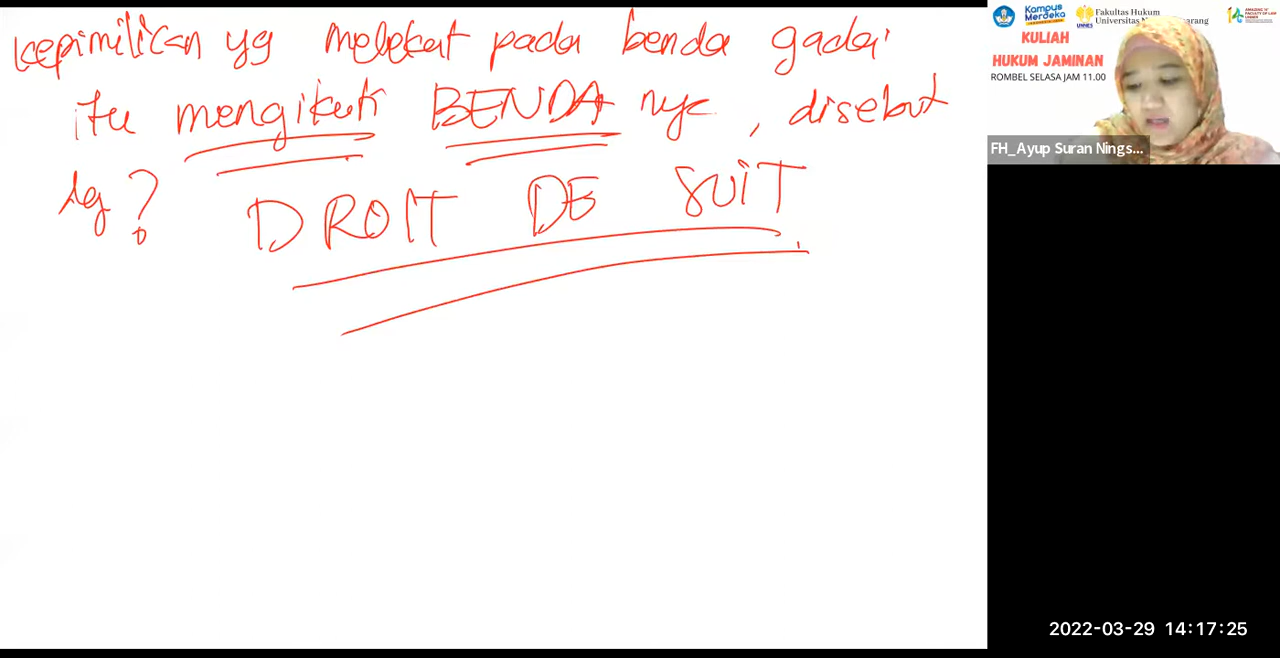 kepimilikan yg melekat pada benda gadai
itu mengikuti BENDA nya, disebut
dg? DROIT DE SUIT
Kampus
Merdeka
UNNES
Fakultas Hukum
KULIAH
HUKUM JAMINAN
ROMBEL SELASA JAM 11.00
FH_Ayup Suran Nings...
2022-03-29 14:17:25